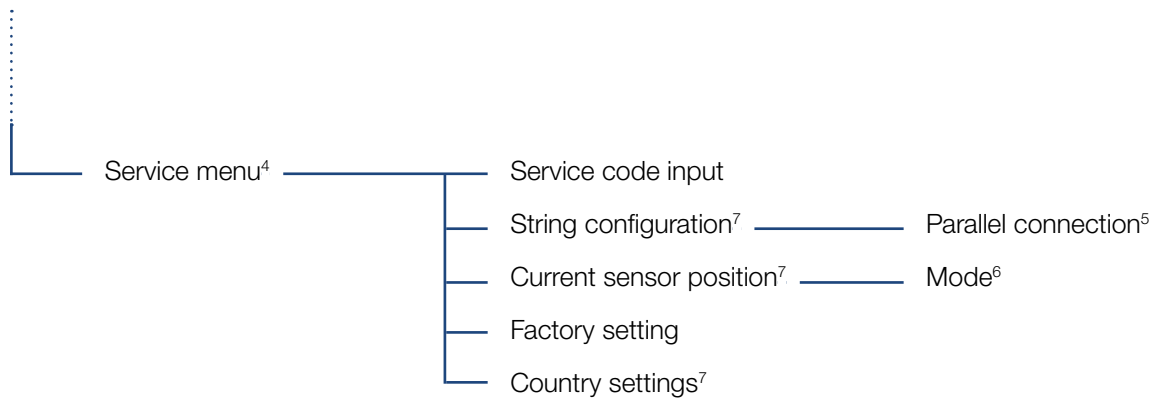 Service menu⁴
Service code input
String configuration⁷
Parallel connection⁵
Current sensor position⁷
Mode⁶
Factory setting
Country settings⁷